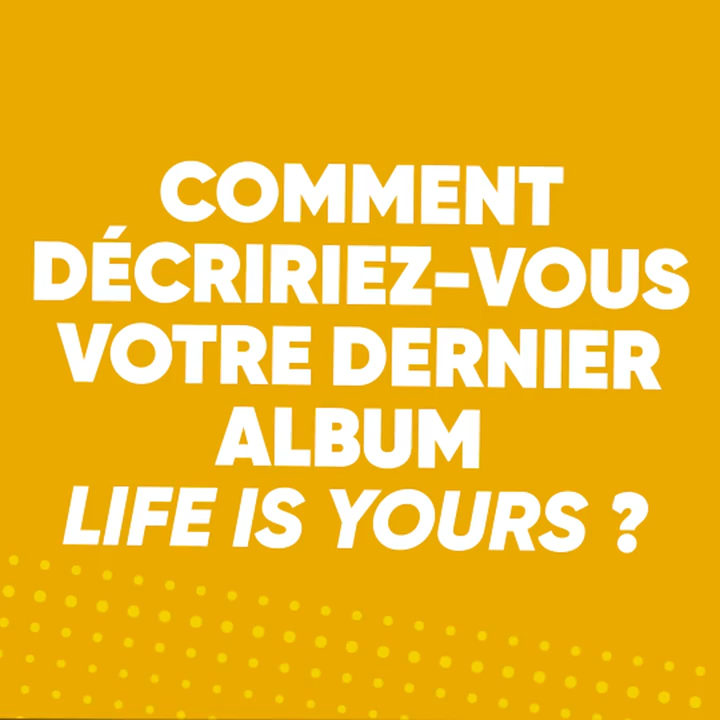 COMMENT
DÉCRIRIEZ-VOUS
VOTRE DERNIER
ALBUM
LIFE IS YOURS ?